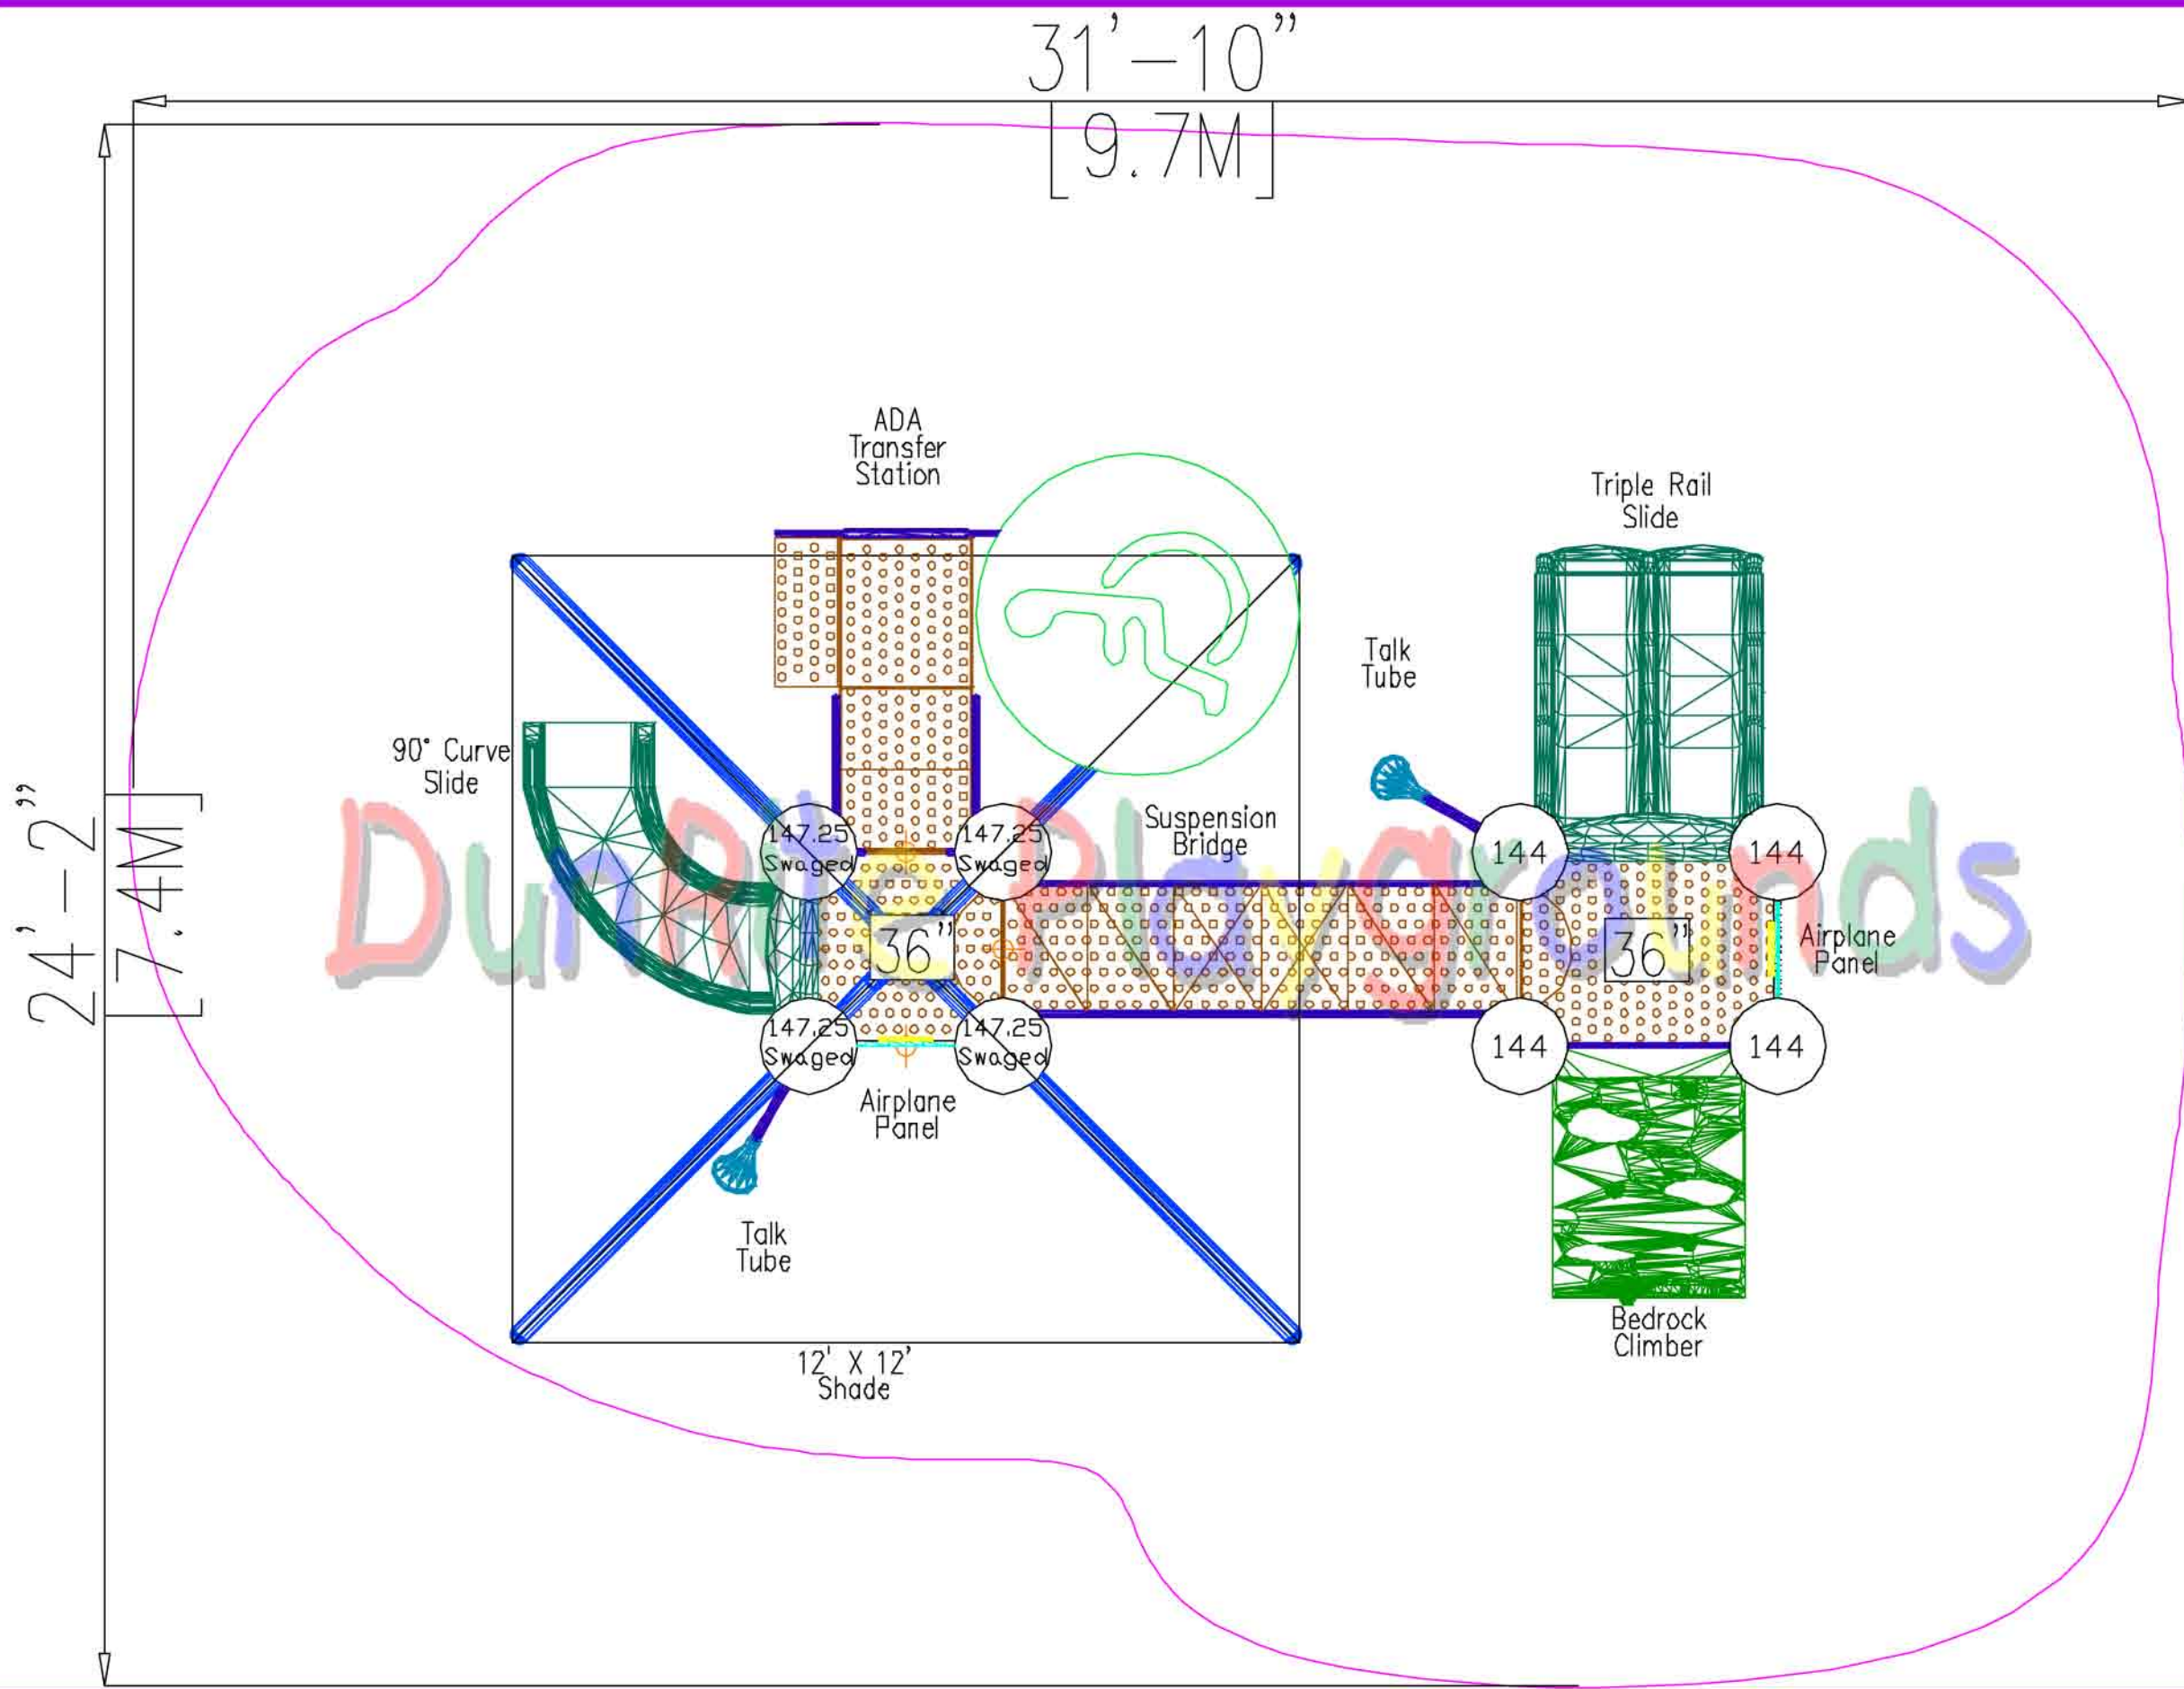 31'-10"
[9.7M]
24'-2"
[7.4M]
ADA
Transfer
Station
Triple Rail
Slide
Talk
Tube
90° Curve
Slide
Suspension
Bridge
147.25
Swaged
147.25
Swaged
144
144
DunRite Playgrounds
36"
36"
Airplane
Panel
147.25
Swaged
147.25
Swaged
144
144
Airplane
Panel
Talk
Tube
Bedrock
Climber
12' X 12'
Shade